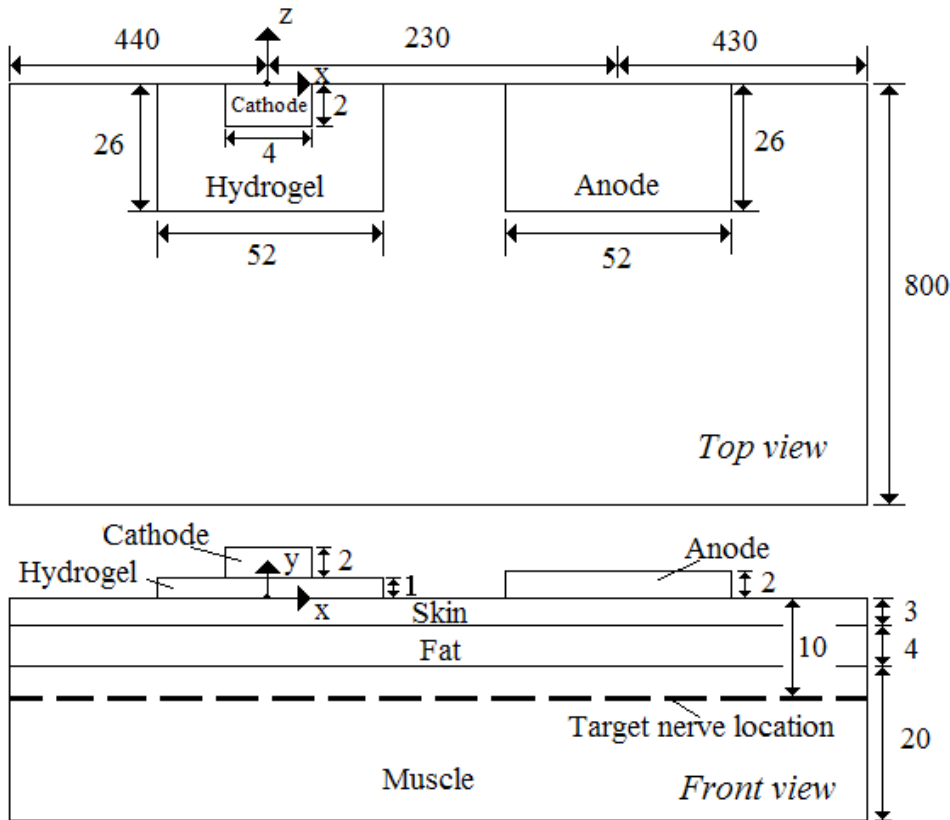 z
440
230
430
x
Cathode
2
26
4
26
Hydrogel
Anode
52
52
800
Top view
Cathode
Anode
y
2
Hydrogel
1
2
x
Skin
3
10
Fat
4
Target nerve location
20
Muscle
Front view